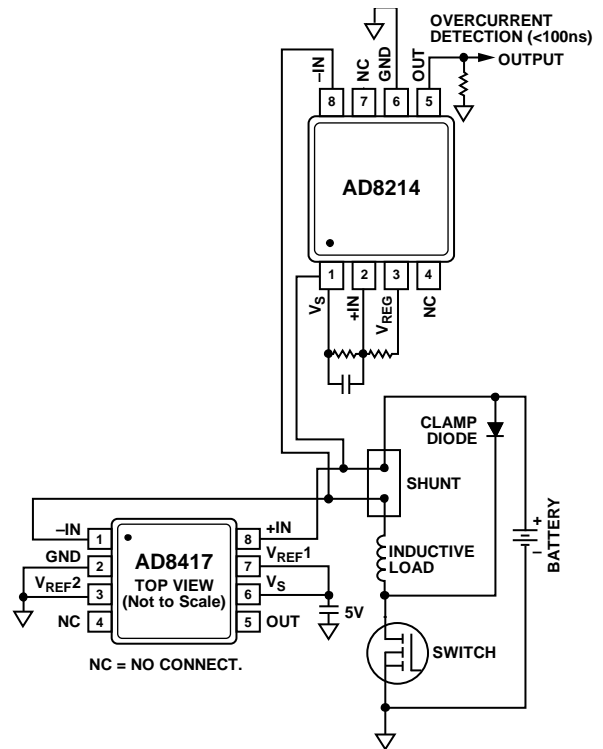 OVERCURRENT
DETECTION (<100ns)
OUTPUT
–IN
NC
GND
OUT
8
7
6
5
AD8214
1
2
3
4
VS
+IN
VREG
NC
CLAMP
DIODE
SHUNT
INDUCTIVE
LOAD
+
–
BATTERY
SWITCH
–IN
GND
VREF2
NC
1
2
3
4
AD8417
TOP VIEW
(Not to Scale)
8
7
6
5
+IN
VREF1
VS
OUT
5V
NC = NO CONNECT.